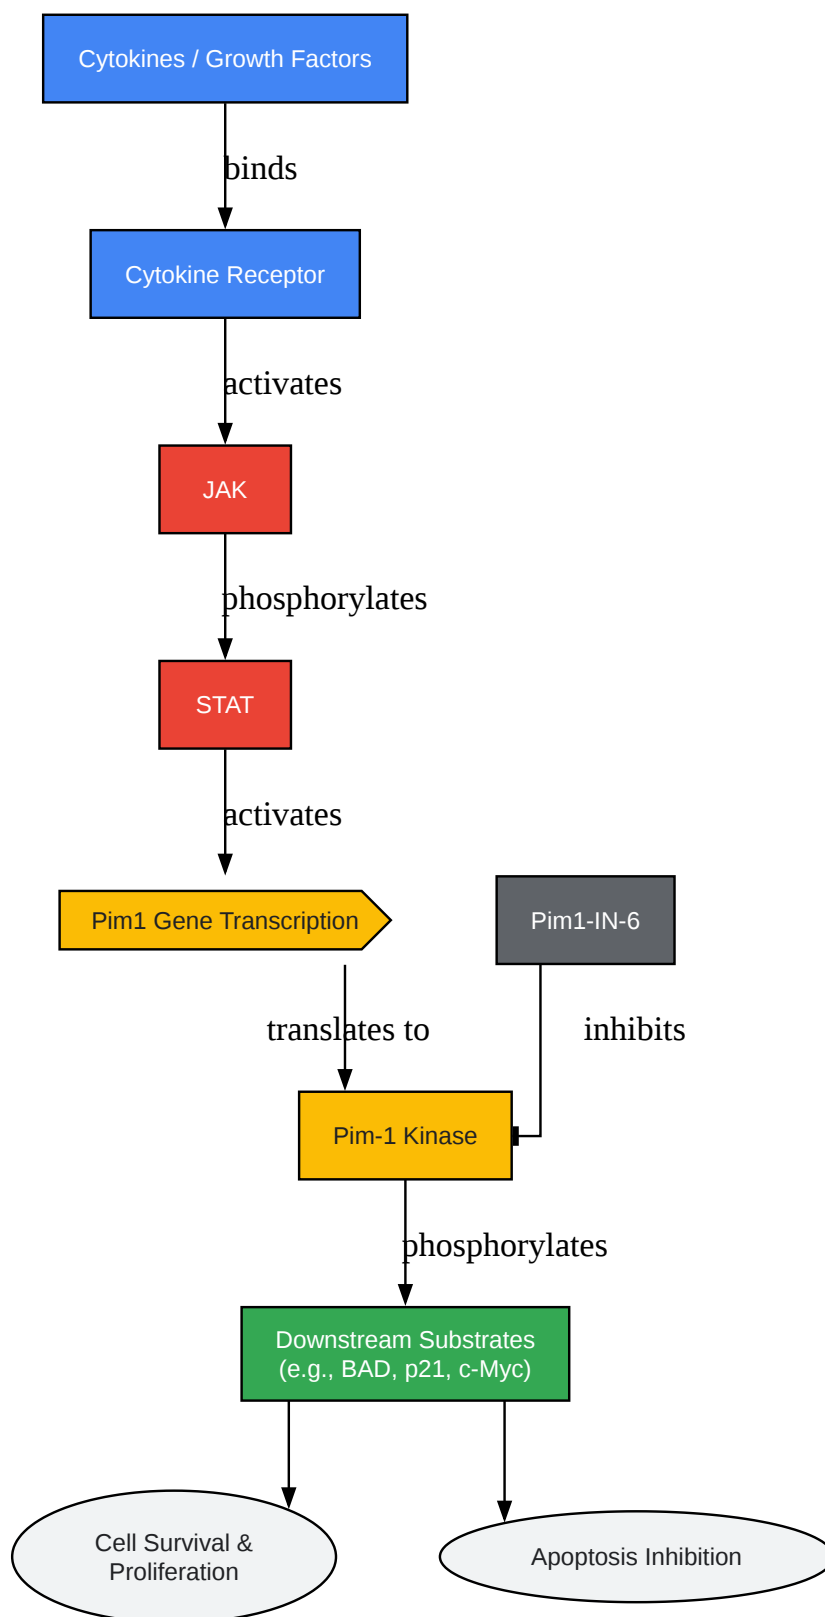 Cytokines / Growth Factors
binds
Cytokine Receptor
activates
JAK
phosphorylates
STAT
activates
Pim1 Gene Transcription
Pim1-IN-6
translates to
inhibits
Pim-1 Kinase
phosphorylates
Downstream Substrates
(e.g., BAD, p21, c-Myc)
Cell Survival &
Proliferation
Apoptosis Inhibition